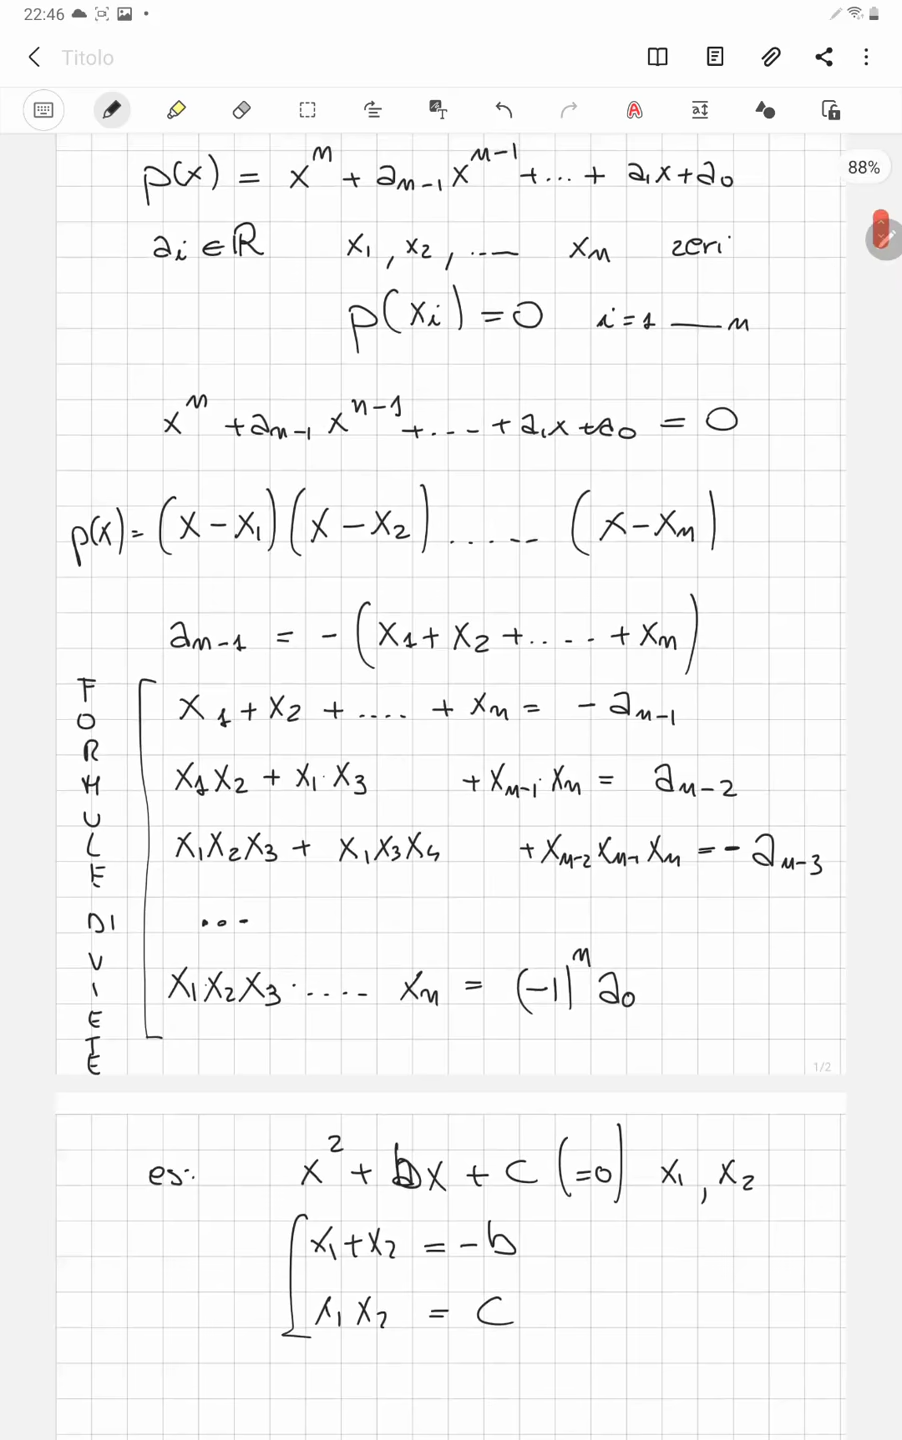 22:46
Titolo
88%
p(x) = x^n + a_{n-1} x^{n-1} + ... + a_1 x + a_0
a_i ∈ ℝ x_1, x_2, .... x_n zeri
p(x_i) = 0 i = 1 — n
x^n + a_{n-1} x^{n-1} + .... + a_1 x + a_0 = 0
p(x) = (x - x_1)(x - x_2) ..... (x - x_n)
a_{n-1} = - (x_1 + x_2 + .... + x_n)
FORMULE DI VIETE
x_1 + x_2 + .... + x_n = - a_{n-1}
x_1 x_2 + x_1 x_3 + x_{n-1} x_n = a_{n-2}
x_1 x_2 x_3 + x_1 x_3 x_4 + x_{n-2} x_{n-1} x_n = - a_{n-3}
...
x_1 x_2 x_3 ..... x_n = (-1)^n a_0
1/2
es: x^2 + bx + c (=0) x_1, x_2
x_1 + x_2 = - b
x_1 x_2 = c